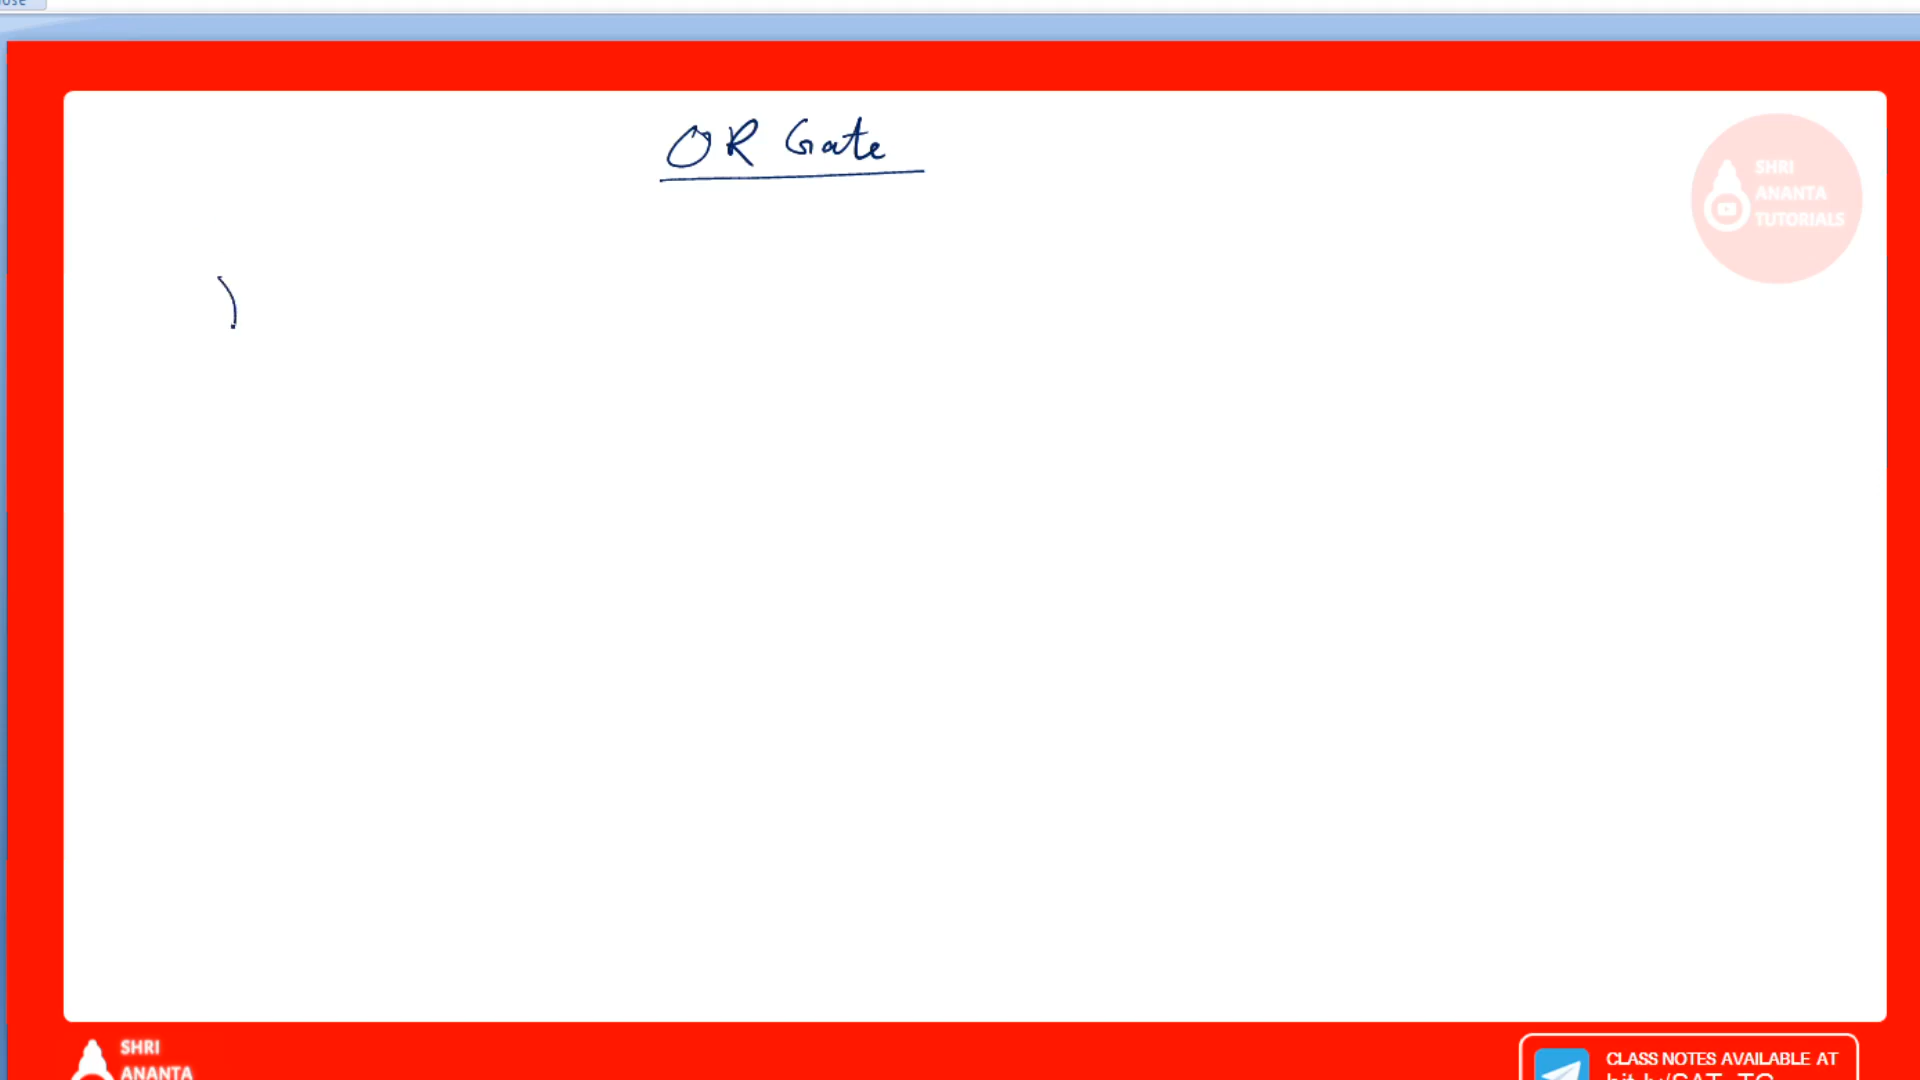 OR Gate
SHRI
ANANTA
TUTORIALS
)
SHRI
ANANTA
CLASS NOTES AVAILABLE AT